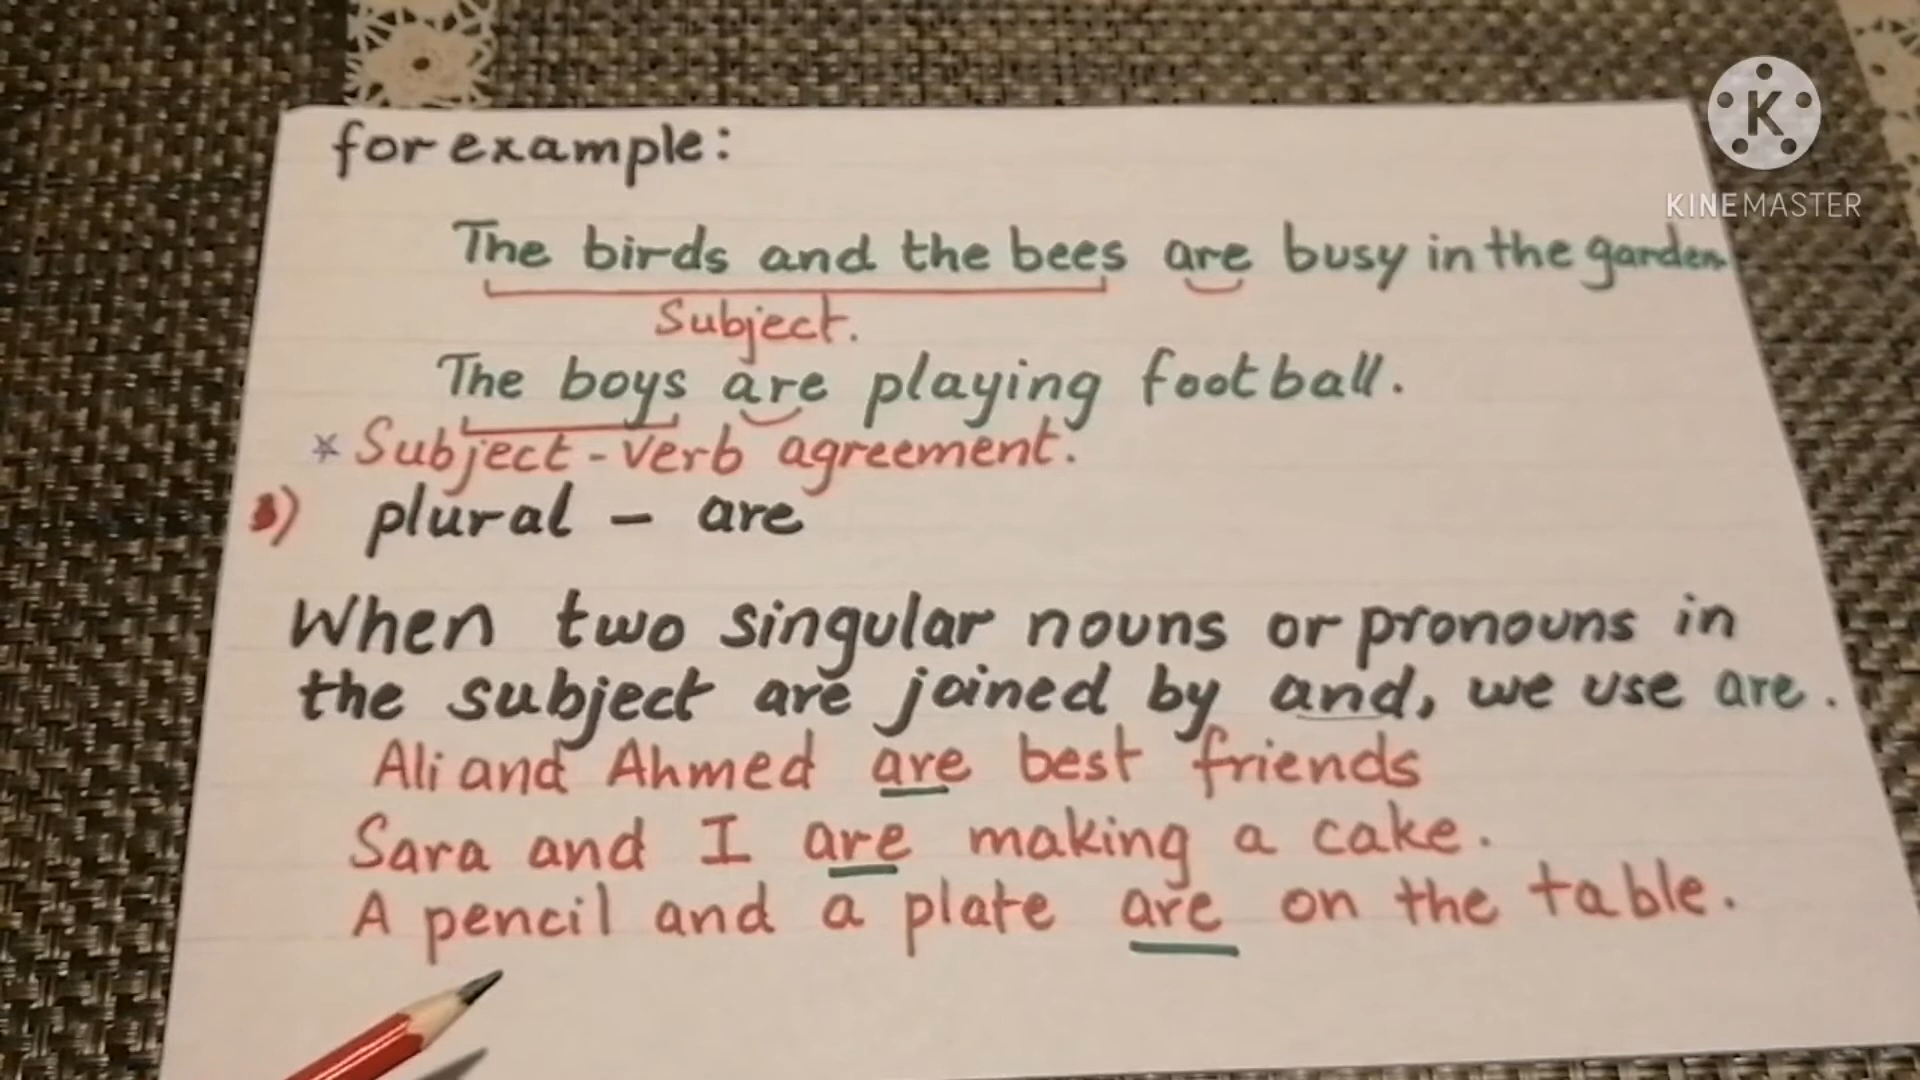 for example:
The birds and the bees are busy in the garden
Subject.
The boys are playing football.
* Subject-verb agreement.
3) plural - are
When two singular nouns or pronouns in
the subject are joined by and, we use are.
Ali and Ahmed are best friends
Sara and I are making a cake.
A pencil and a plate are on the table.
K
KINEMASTER